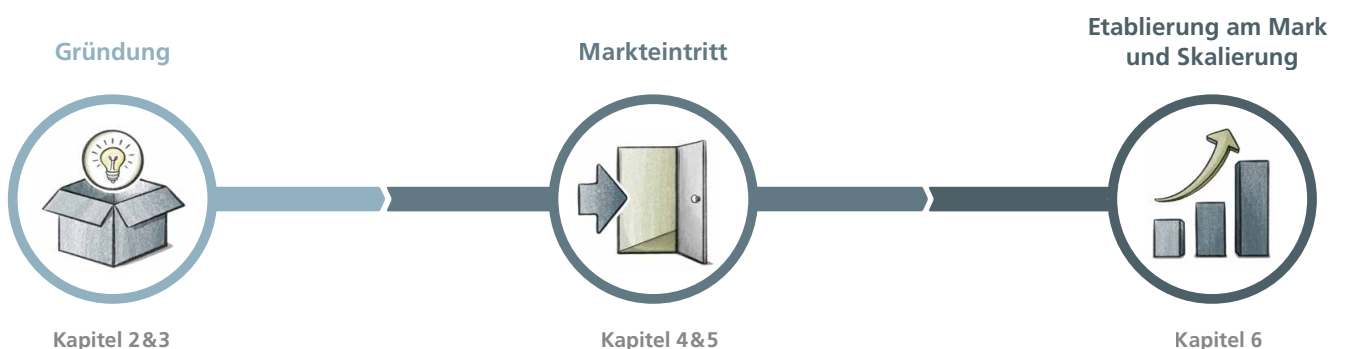 Gründung
Markteintritt
Etablierung am Mark
und Skalierung
Kapitel 2&3
Kapitel 4&5
Kapitel 6